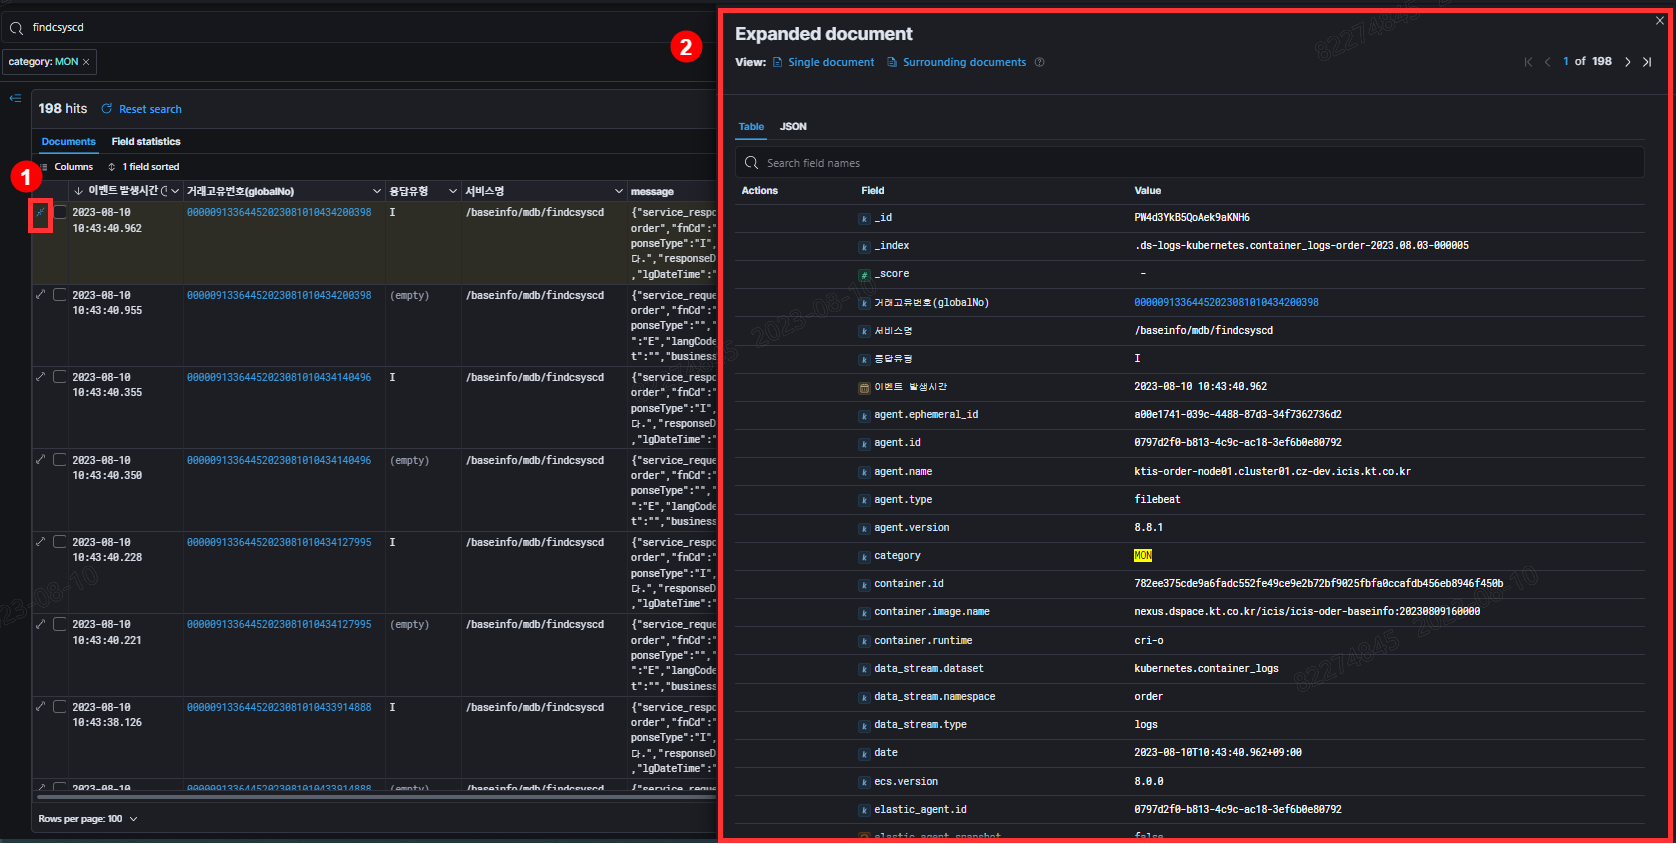 findcsyscd
category: MON ×
198 hits Reset search
Documents Field statistics
Columns 1 field sorted
1
이벤트 발생시간 거래고유번호(globalNo) 응답유형 서비스명 message
2023-08-10 10:43:40.962 00000913364452023081010434200398 I /baseinfo/mdb/findcsyscd
{"service_respo
order","fnCd":"
ponseType":"I",
다.","responseD
,"lgDateTime":"
2023-08-10 10:43:40.955 00000913364452023081010434200398 (empty) /baseinfo/mdb/findcsyscd
{"service_reque
order","fnCd":"
ponseType":"",'
:"E","langCode
t":"","business
2023-08-10 10:43:40.355 00000913364452023081010434140496 I /baseinfo/mdb/findcsyscd
{"service_respo
order","fnCd":"
ponseType":"I",
다.","responseD
,"lgDateTime":"
2023-08-10 10:43:40.350 00000913364452023081010434140496 (empty) /baseinfo/mdb/findcsyscd
{"service_reque
order","fnCd":"
ponseType":"",'
:"E","langCode
t":"","business
2023-08-10 10:43:40.228 00000913364452023081010434127995 I /baseinfo/mdb/findcsyscd
{"service_respo
order","fnCd":"
ponseType":"I",
다.","responseD
,"lgDateTime":"
2023-08-10 10:43:40.221 00000913364452023081010434127995 (empty) /baseinfo/mdb/findcsyscd
{"service_reque
order","fnCd":"
ponseType":"",'
:"E","langCode
t":"","business
2023-08-10 10:43:38.126 00000913364452023081010433914888 I /baseinfo/mdb/findcsyscd
{"service_respo
order","fnCd":"
ponseType":"I",
다.","responseD
,"lgDateTime":"
2023-08-10 00000913364452023081010433914888 (empty) /baseinfo/mdb/findcsyscd {"service_reque
Rows per page: 100
2
Expanded document
View: Single document Surrounding documents
1 of 198
Table JSON
Search field names
Actions Field Value
_id PW4d3YkB5QoAek9aKNH6
_index .ds-logs-kubernetes.container_logs-order-2023.08.03-000005
# _score -
거래고유번호(globalNo) 00000913364452023081010434200398
서비스명 /baseinfo/mdb/findcsyscd
응답유형 I
이벤트 발생시간 2023-08-10 10:43:40.962
agent.ephemeral_id a00e1741-039c-4488-87d3-34f7362736d2
agent.id 0797d2f0-b813-4c9c-ac18-3ef6b0e80792
agent.name ktis-order-node01.cluster01.cz-dev.icis.kt.co.kr
agent.type filebeat
agent.version 8.8.1
category MON
container.id 782ee375cde9a6fadc552fe49ce9e2b72bf9025fbfa0ccafdb456eb8946f450b
container.image.name nexus.dspace.kt.co.kr/icis/icis-oder-baseinfo:20230809160000
container.runtime cri-o
data_stream.dataset kubernetes.container_logs
data_stream.namespace order
data_stream.type logs
date 2023-08-10T10:43:40.962+09:00
ecs.version 8.0.0
elastic_agent.id 0797d2f0-b813-4c9c-ac18-3ef6b0e80792
elastic_agent.snapshot false
82274845 2023-08-10